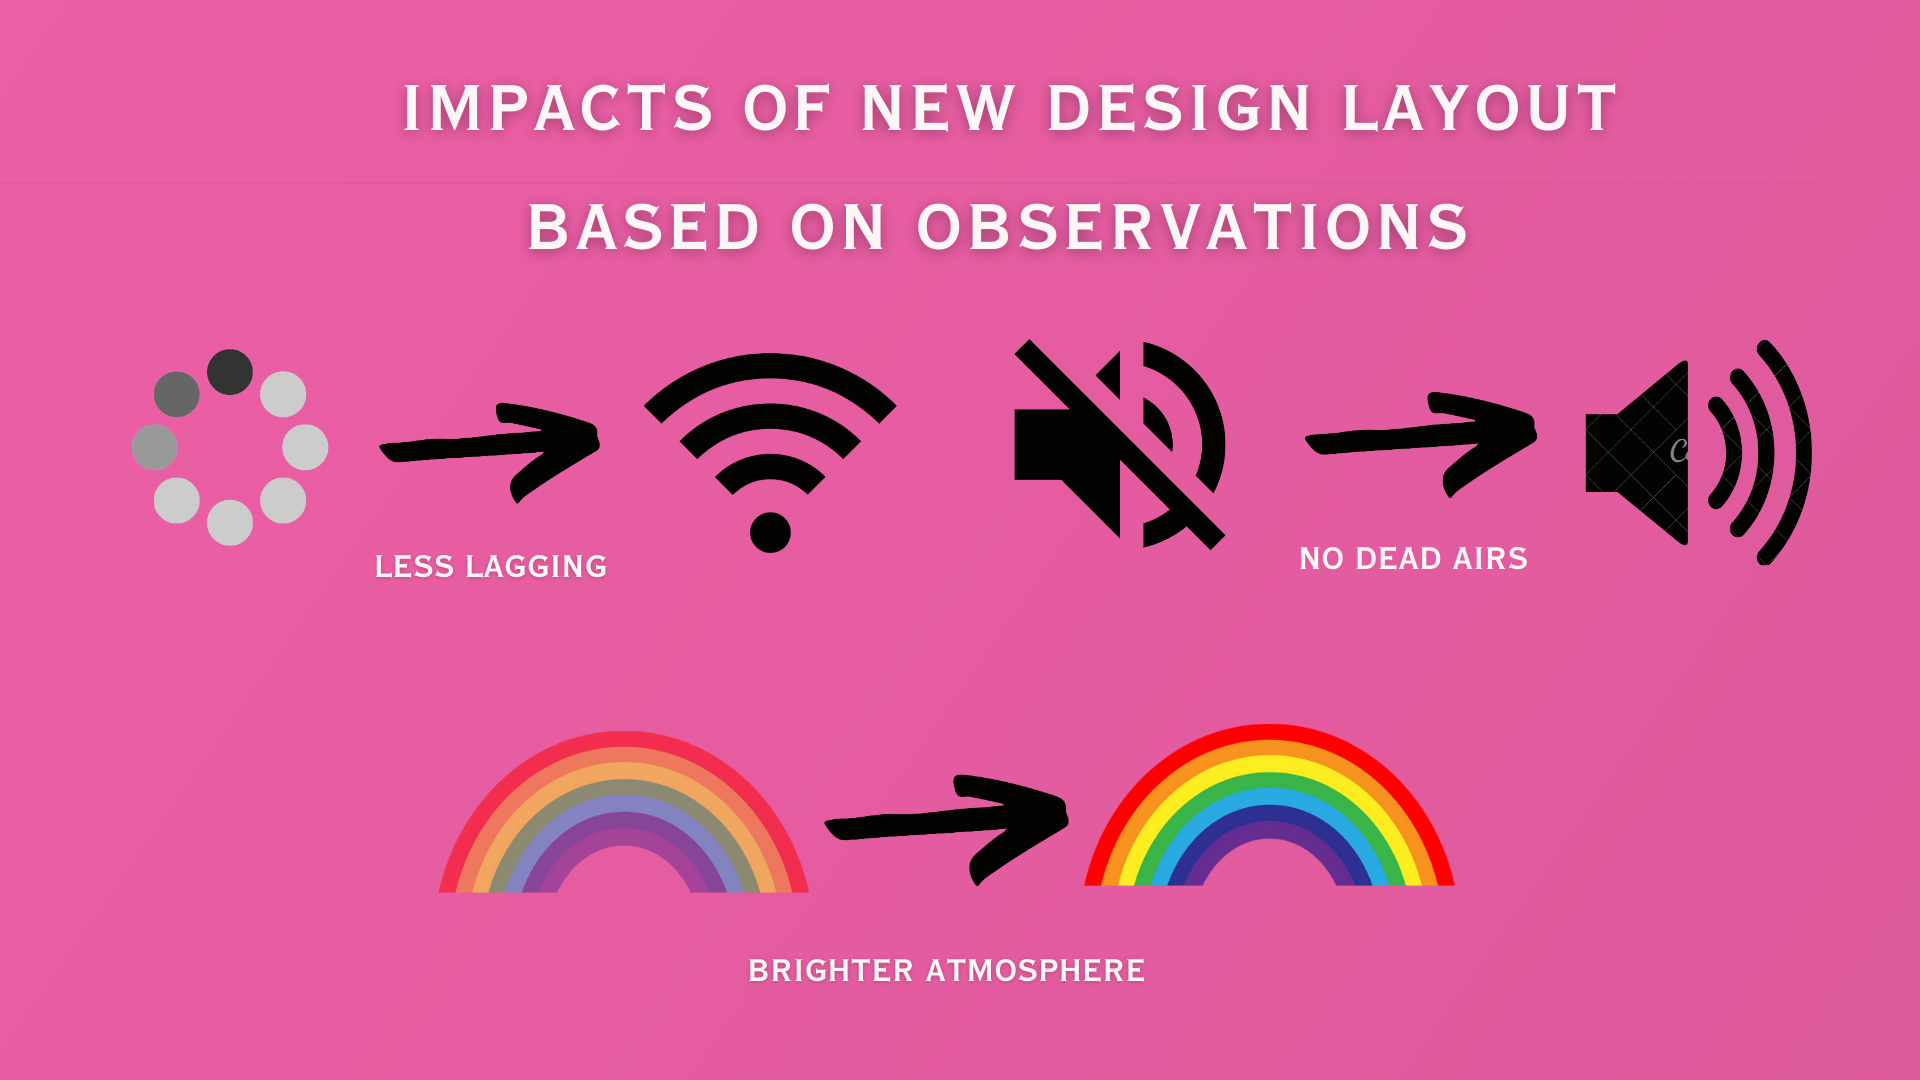 IMPACTS OF NEW DESIGN LAYOUT
BASED ON OBSERVATIONS
LESS LAGGING
NO DEAD AIRS
BRIGHTER ATMOSPHERE